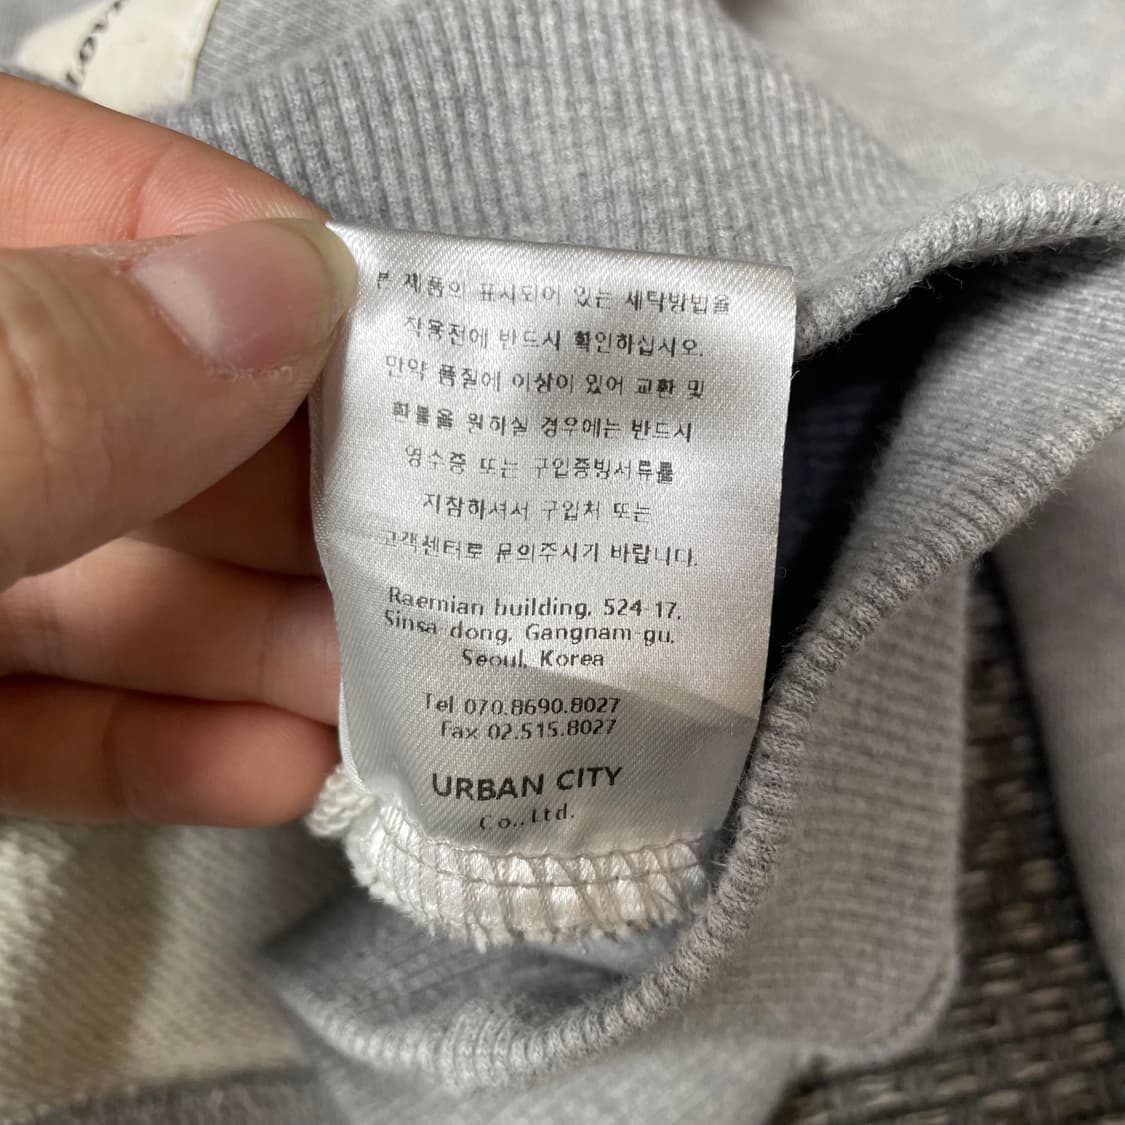 본 제품의 표시되어 있는 세탁방법을
착용전에 반드시 확인하십시오.
만약 품질에 이상이 있어 교환 및
환불을 원하실 경우에는 반드시
영수증 또는 구입증빙서류를
지참하셔서 구입처 또는
고객센터로 문의주시기 바랍니다.
Raemian building, 524-17,
Sinsa-dong, Gangnam-gu,
Seoul, Korea
Tel 070.8690.8027
Fax 02.515.8027
URBAN CITY
Co., Ltd.